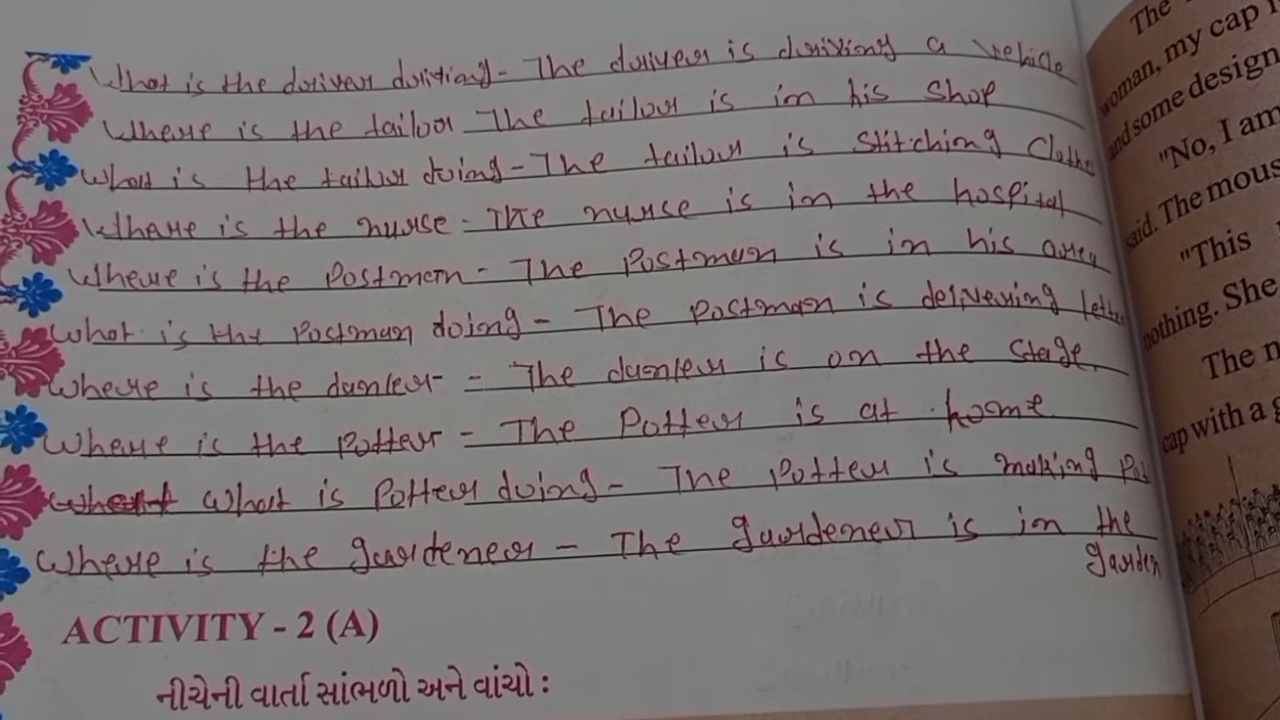 What is the driver driving - The driver is driving a vehicle
Where is the tailor The tailor is in his shop
What is the tailor doing - The tailor is Stitching Clothes
Where is the nurse - The nurse is in the hospital
Where is the Postman - The Postman is in his area
What is the Postman doing - The Postman is delivering letter
Where is the dancer - The dancer is on the Stage.
Where is the potter - The Potter is at home
What is Potter doing - The potter is making Pot
Where is the gardener - The gardener is in the
garden
ACTIVITY - 2 (A)
નીચેની વાર્તા સાંભળો અને વાંચો :
The
woman, my cap
and some design
"No, I am
said. The mous
"This
nothing. She
The
cap with a